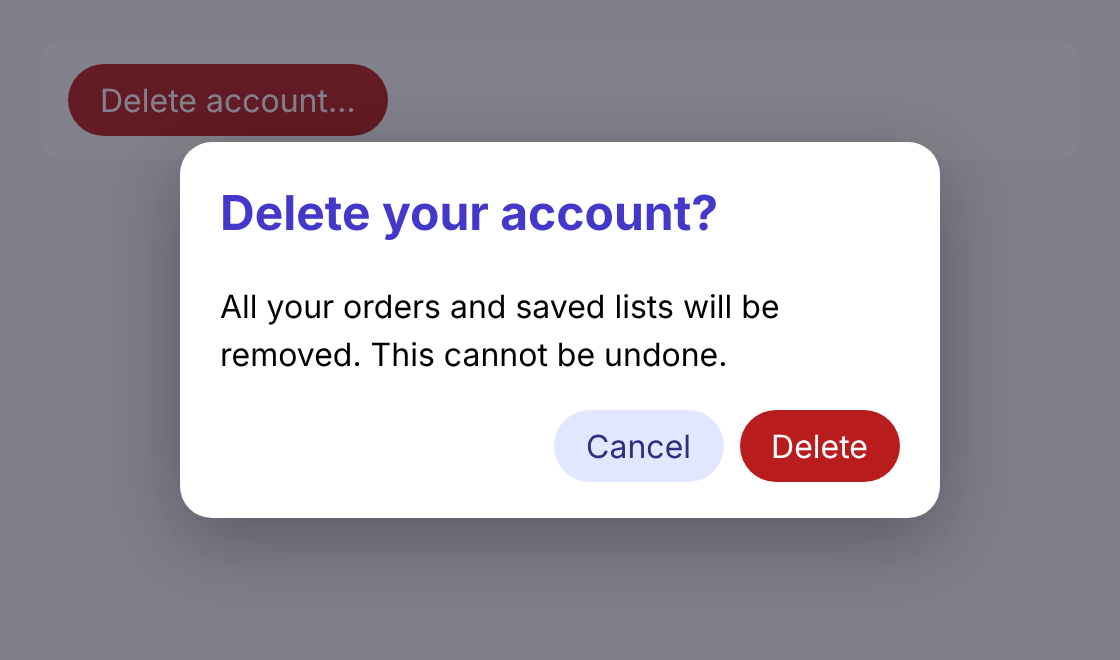 Delete account...
Delete your account?
All your orders and saved lists will be
removed. This cannot be undone.
Cancel
Delete